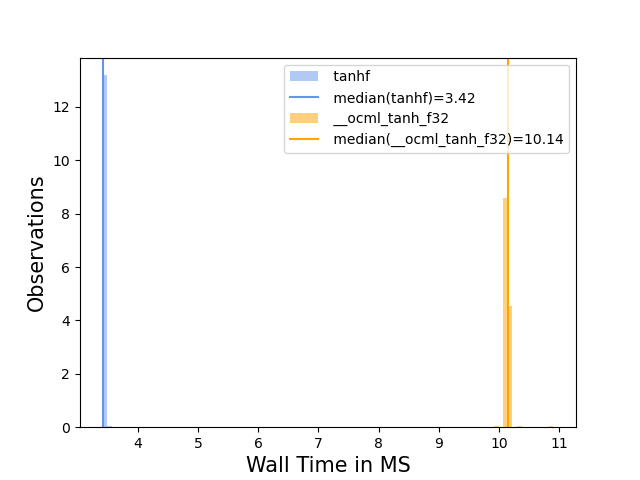 tanhf
median(tanhf)=3.42
__ocml_tanh_f32
median(__ocml_tanh_f32)=10.14
Observations
12
10
8
6
4
2
0
4 5 6 7 8 9 10 11
Wall Time in MS